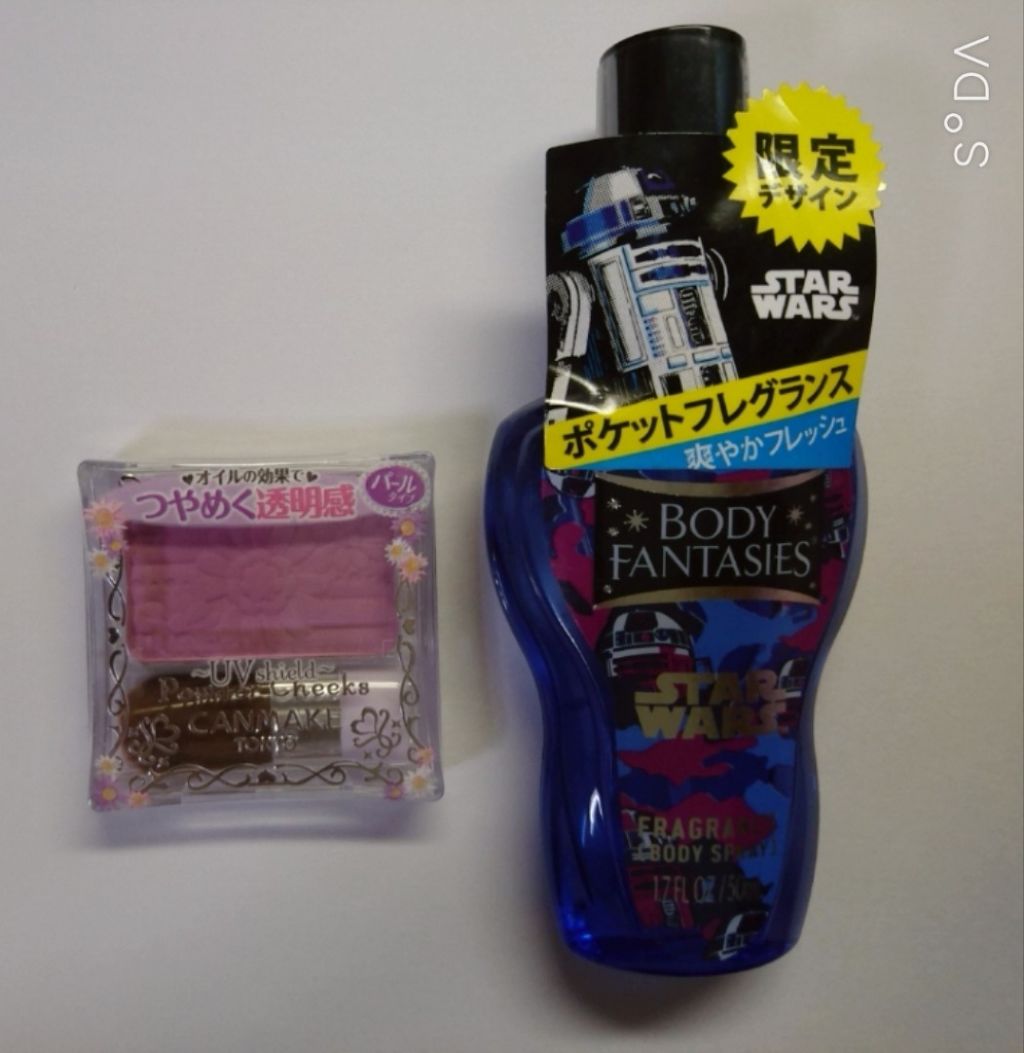 オイルの効果で
つやめく透明感
パール
タイプ
~UV shield~
Powder Cheeks
CANMAKE
TOKYO
限定
デザイン
STAR
WARS
ポケットフレグランス
爽やかフレッシュ
BODY
FANTASIES
STAR
WARS
BODY
1.7 FL OZ/50